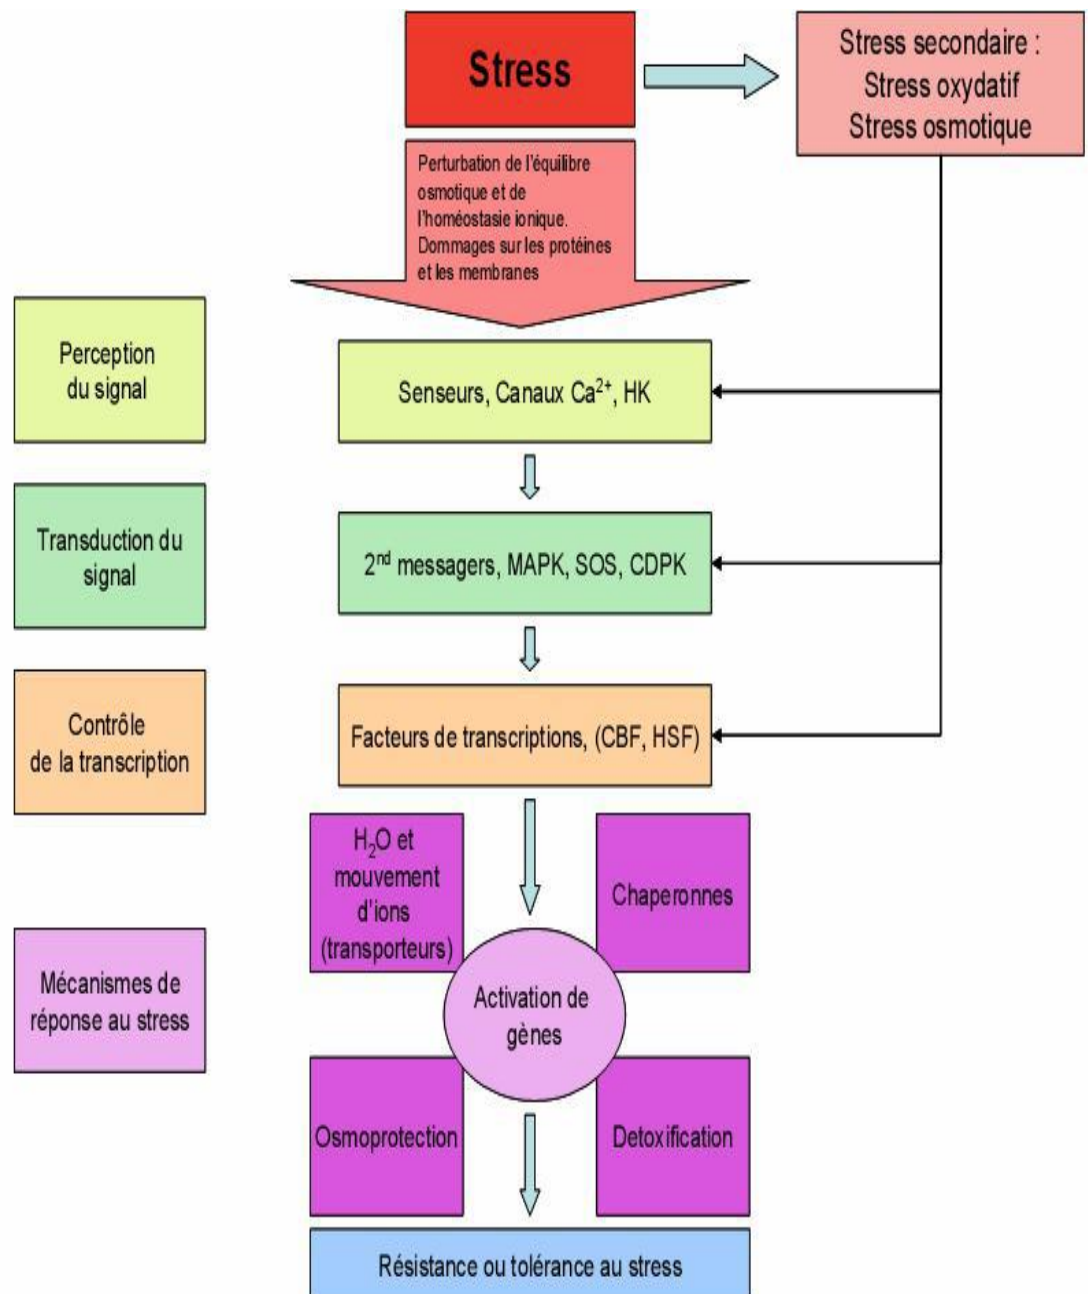 Stress
Stress secondaire :
Stress oxydatif
Stress osmotique
Perturbation de l'équilibre
osmotique et de
l'homéostasie ionique.
Dommages sur les protéines
et les membranes
Perception
du signal
Senseurs, Canaux Ca²⁺, HK
Transduction du
signal
2ⁿᵈ messagers, MAPK, SOS, CDPK
Contrôle
de la transcription
Facteurs de transcriptions, (CBF, HSF)
H₂O et
mouvement
d'ions
(transporteurs)
Chaperonnes
Mécanismes de
réponse au stress
Activation de
gènes
Osmoprotection
Detoxification
Résistance ou tolérance au stress